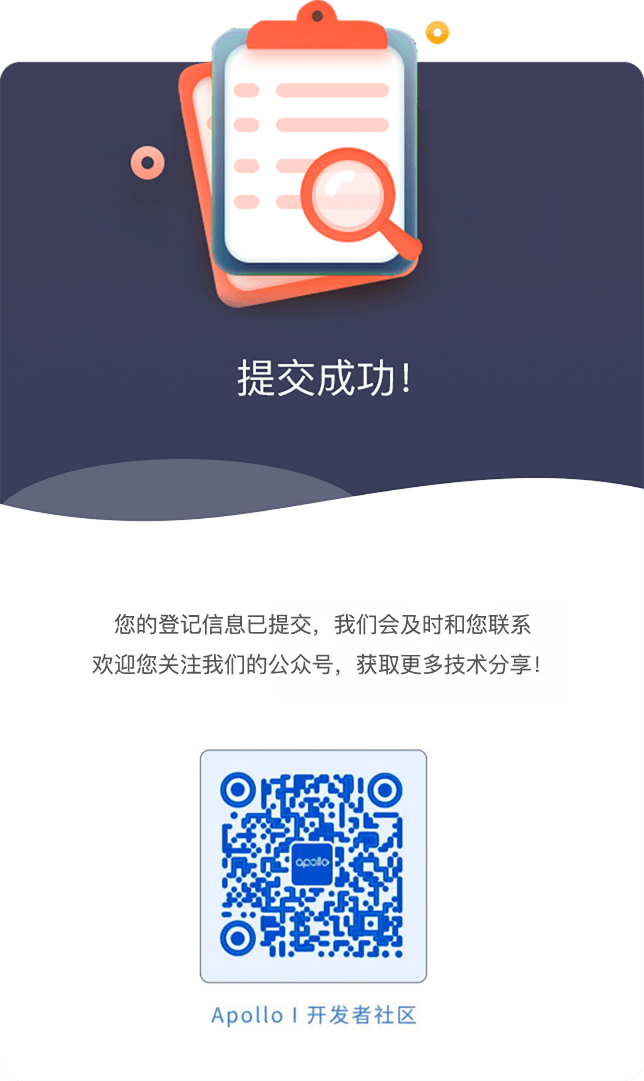 提交成功!
您的登记信息已提交，我们会及时和您联系
欢迎您关注我们的公众号，获取更多技术分享!
apollo
Apollo I 开发者社区